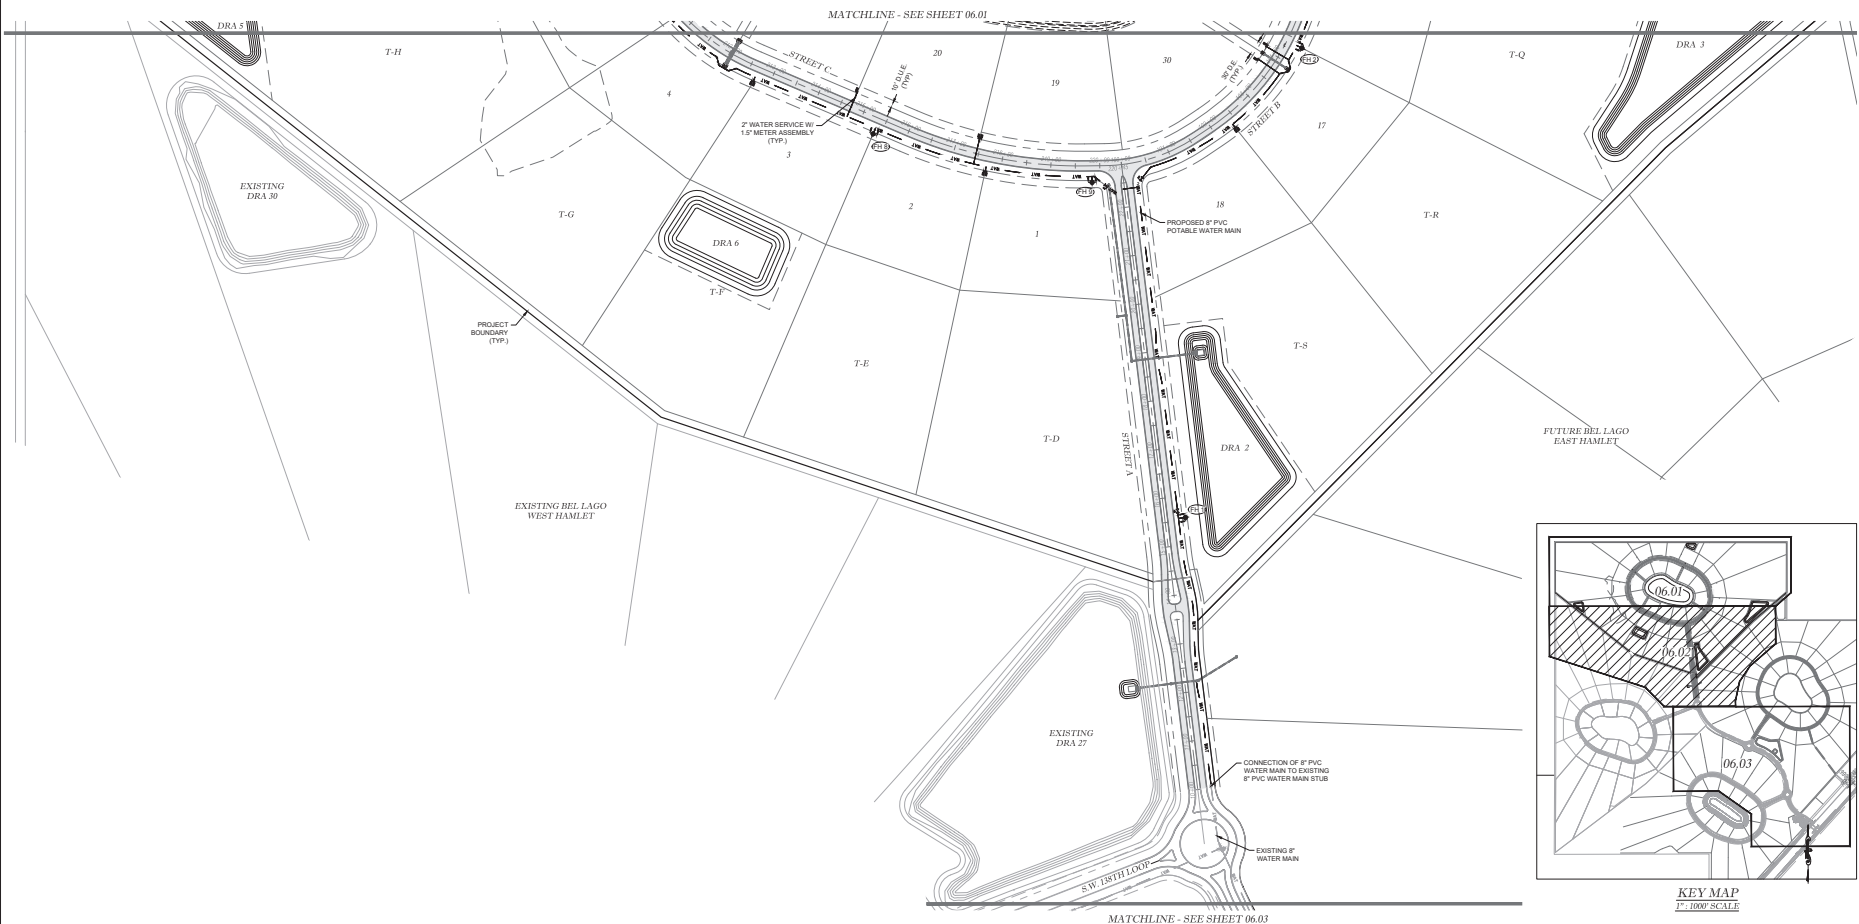 MATCHLINE - SEE SHEET 06.01
DRA 5
T-H
STREET C
20
19
30
T-Q
DRA 3
4
10' D.U.E.
(TYP)
30' D.E.
(TYP.)
FH 2
STREET B
17
2" WATER SERVICE W/
1.5" METER ASSEMBLY
(TYP.)
3
FH 8
FH 9
EXISTING
DRA 30
T-G
2
1
18
T-R
PROPOSED 8" PVC
POTABLE WATER MAIN
DRA 6
T-F
PROJECT
BOUNDARY
(TYP.)
T-E
T-S
T-D
STREET A
DRA 2
FUTURE BEL LAGO
EAST HAMLET
EXISTING BEL LAGO
WEST HAMLET
FH 1
06.01
06.02
06.03
EXISTING
DRA 27
CONNECTION OF 8" PVC
WATER MAIN TO EXISTING
8" PVC WATER MAIN STUB
EXISTING 8"
WATER MAIN
S.W. 138TH LOOP
KEY MAP
1" : 1000' SCALE
MATCHLINE - SEE SHEET 06.03